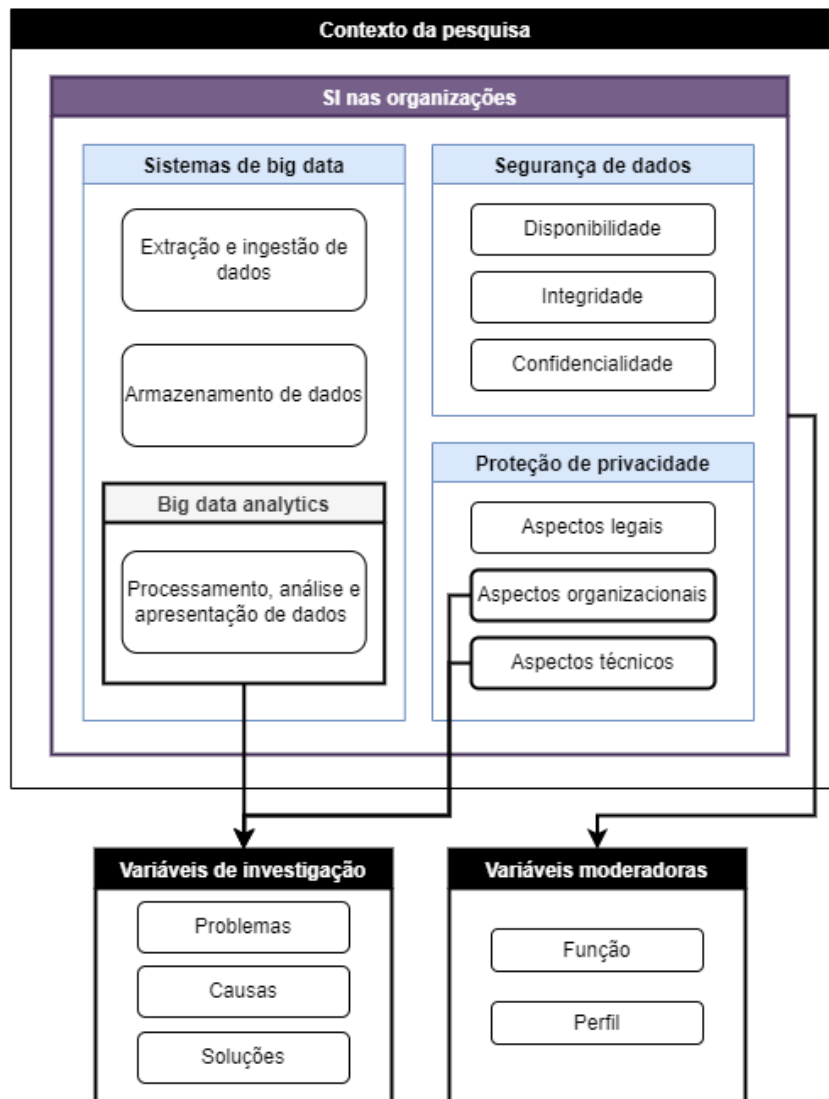 Contexto da pesquisa
SI nas organizações
Sistemas de big data
Extração e ingestão de
dados
Armazenamento de dados
Big data analytics
Processamento, análise e
apresentação de dados
Segurança de dados
Disponibilidade
Integridade
Confidencialidade
Proteção de privacidade
Aspectos legais
Aspectos organizacionais
Aspectos técnicos
Variáveis de investigação
Problemas
Causas
Soluções
Variáveis moderadoras
Função
Perfil